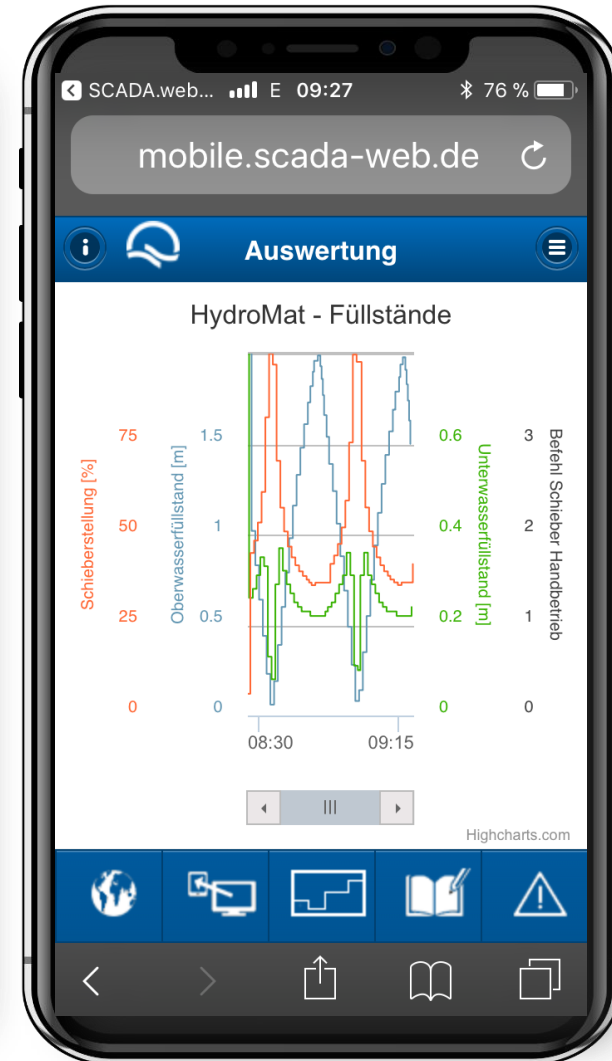 SCADA.web... E 09:27 76 %
mobile.scada-web.de
i Auswertung
HydroMat - Füllstände
Schieberstellung [%]
75
50
25
0
Oberwasserfüllstand [m]
1.5
1
0.5
0
0.6
0.4
0.2
0
Unterwasserfüllstand [m]
3
2
1
0
Befehl Schieber Handbetrieb
08:30 09:15
Highcharts.com